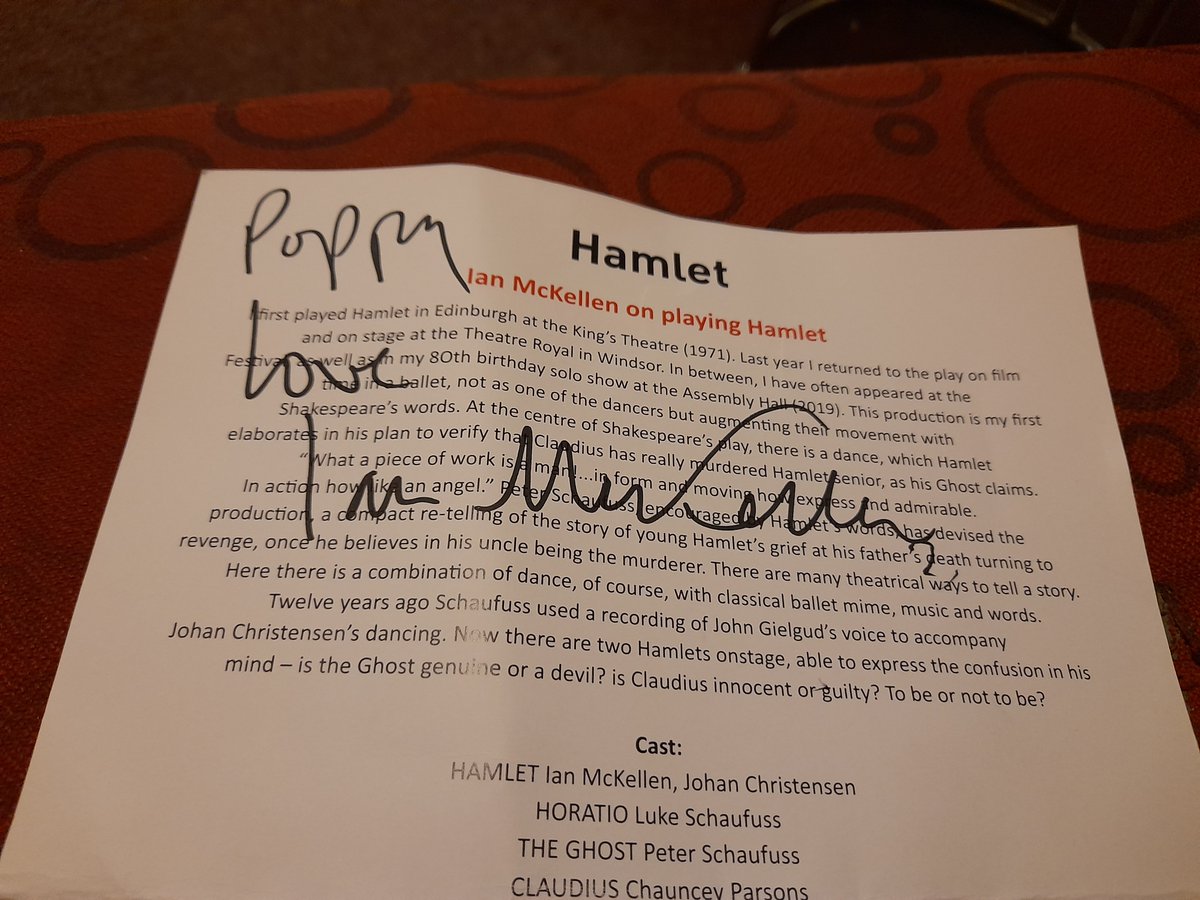 Poppy
Hamlet
Ian McKellen on playing Hamlet
I first played Hamlet in Edinburgh at the King's Theatre (1971). Last year I returned to the play on film
and on stage at the Theatre Royal in Windsor. In between, I have often appeared at the
Love
Festival as well as in my 80th birthday solo show at the Assembly Hall (2019). This production is my first
time in a ballet, not as one of the dancers but augmenting their movement with
Shakespeare's words. At the centre of Shakespeare's play, there is a dance, which Hamlet
elaborates in his plan to verify that Claudius has really murdered Hamlet senior, as his Ghost claims.
"What a piece of work is a man!...in form and moving how express and admirable.
Ian McKellen
In action how like an angel." Peter Schaufuss, encouraged by Hamlet's words, has devised the
production, a compact re-telling of the story of young Hamlet's grief at his father's death turning to
revenge, once he believes in his uncle being the murderer. There are many theatrical ways to tell a story.
Here there is a combination of dance, of course, with classical ballet mime, music and words.
Twelve years ago Schaufuss used a recording of John Gielgud's voice to accompany
Johan Christensen's dancing. Now there are two Hamlets onstage, able to express the confusion in his
mind – is the Ghost genuine or a devil? is Claudius innocent or guilty? To be or not to be?
Cast:
HAMLET Ian McKellen, Johan Christensen
HORATIO Luke Schaufuss
THE GHOST Peter Schaufuss
CLAUDIUS Chauncey Parsons